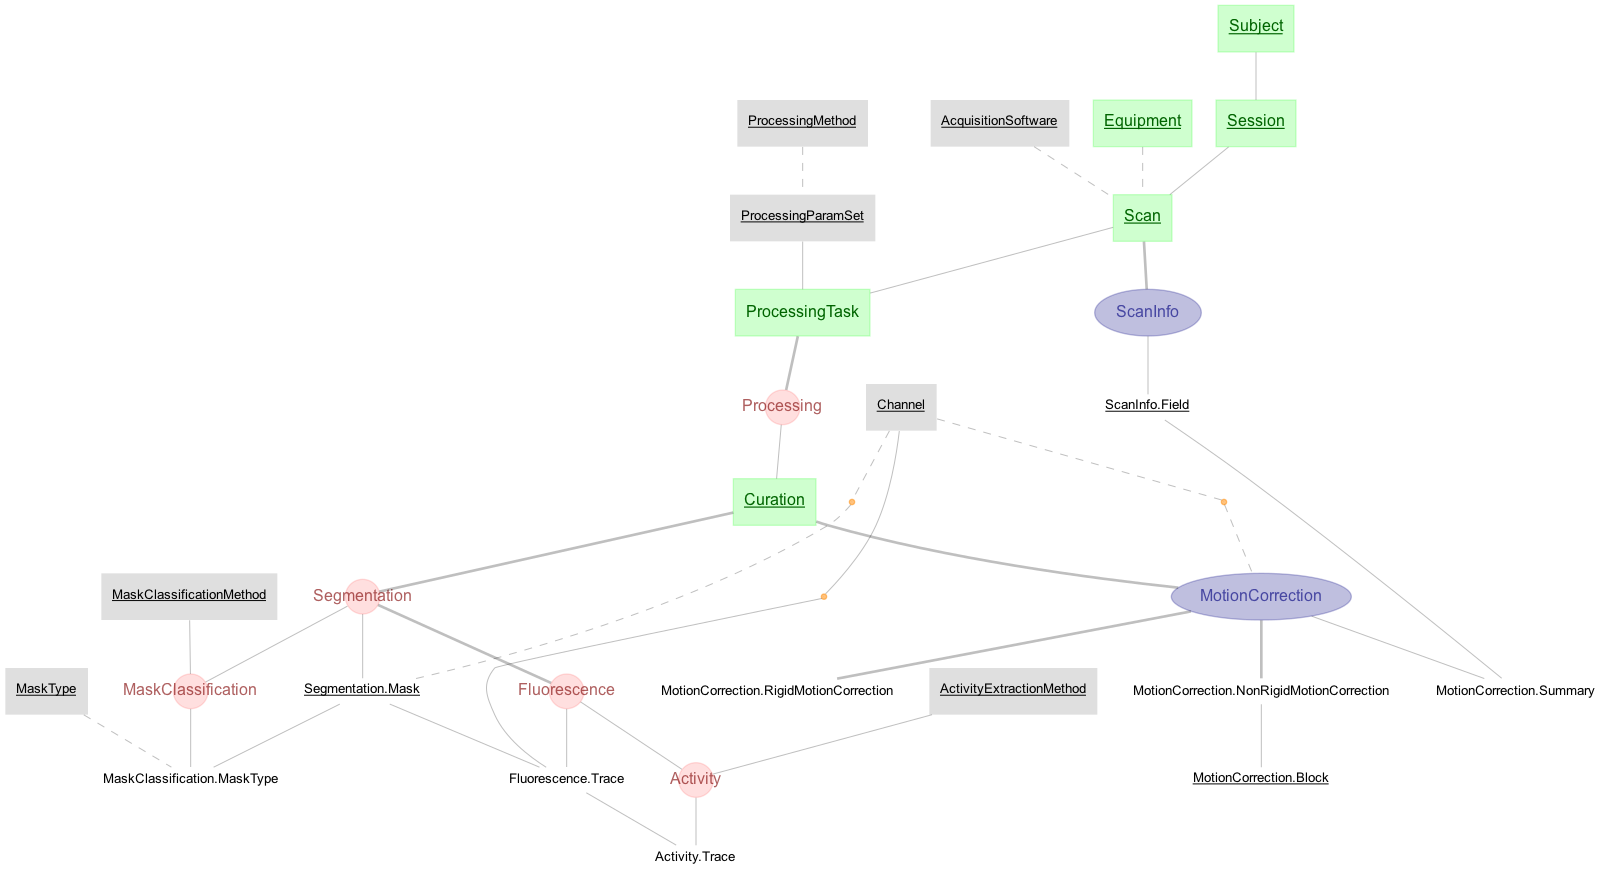 Subject
ProcessingMethod
AcquisitionSoftware
Equipment
Session
ProcessingParamSet
Scan
ProcessingTask
ScanInfo
Processing
Channel
ScanInfo.Field
Curation
MaskClassificationMethod
Segmentation
MotionCorrection
MaskType
MaskClassification
Segmentation.Mask
Fluorescence
MotionCorrection.RigidMotionCorrection
ActivityExtractionMethod
MotionCorrection.NonRigidMotionCorrection
MotionCorrection.Summary
MaskClassification.MaskType
Fluorescence.Trace
Activity
MotionCorrection.Block
Activity.Trace